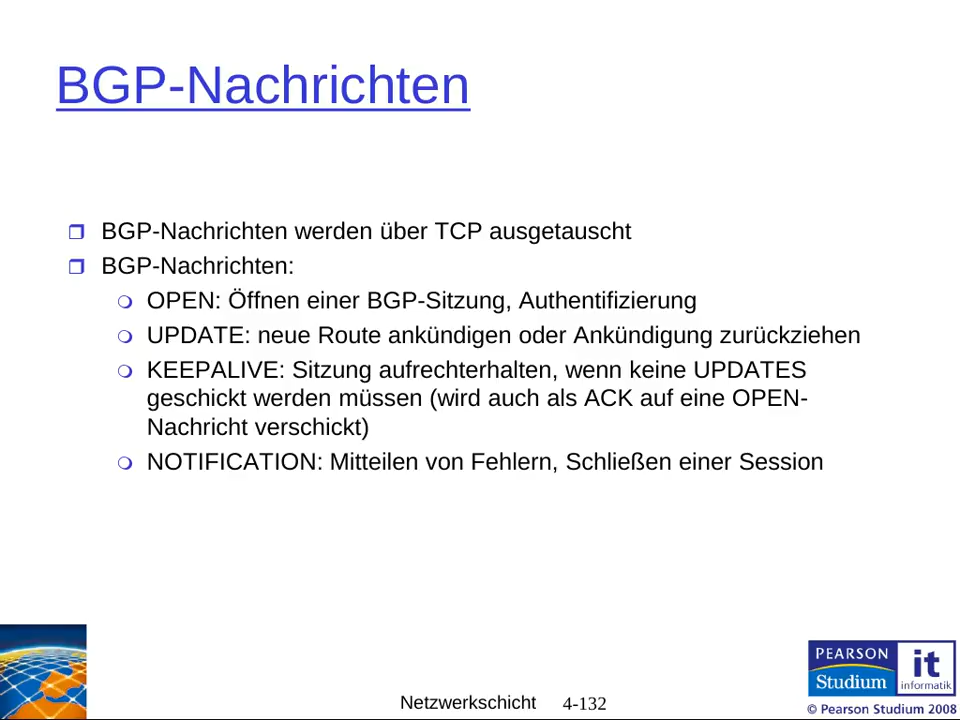 BGP-Nachrichten
BGP-Nachrichten werden über TCP ausgetauscht
BGP-Nachrichten:
OPEN: Öffnen einer BGP-Sitzung, Authentifizierung
UPDATE: neue Route ankündigen oder Ankündigung zurückziehen
KEEPALIVE: Sitzung aufrechterhalten, wenn keine UPDATES
geschickt werden müssen (wird auch als ACK auf eine OPEN-
Nachricht verschickt)
NOTIFICATION: Mitteilen von Fehlern, Schließen einer Session
PEARSON
Studium
it
informatik
Netzwerkschicht 4-132
© Pearson Studium 2008